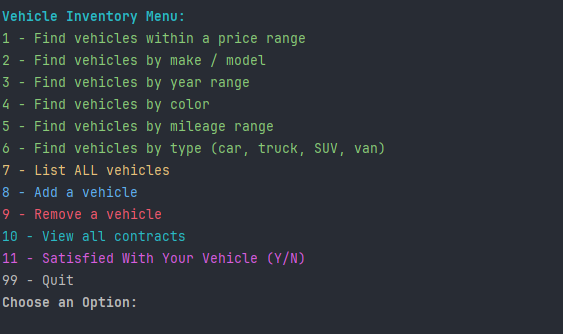 Vehicle Inventory Menu:
1 - Find vehicles within a price range
2 - Find vehicles by make / model
3 - Find vehicles by year range
4 - Find vehicles by color
5 - Find vehicles by mileage range
6 - Find vehicles by type (car, truck, SUV, van)
7 - List ALL vehicles
8 - Add a vehicle
9 - Remove a vehicle
10 - View all contracts
11 - Satisfied With Your Vehicle (Y/N)
99 - Quit
Choose an Option: